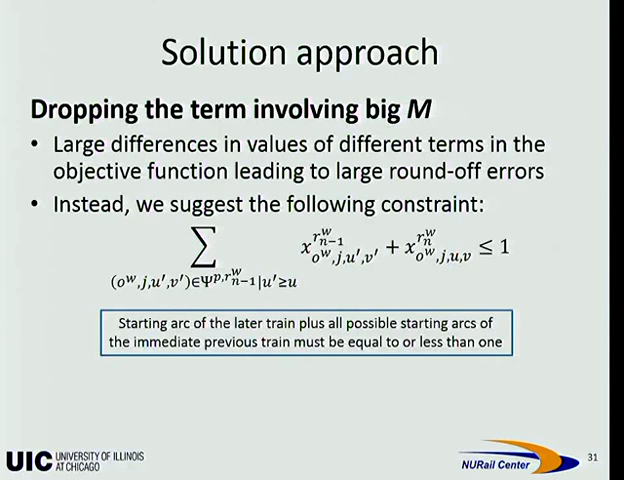 Solution approach
Dropping the term involving big M
• Large differences in values of different terms in the
objective function leading to large round-off errors
• Instead, we suggest the following constraint:
∑_{(o^w,j,u′,v′)∈Ψ^{p,r^w_{n−1}}|u′≥u} x^{r^w_{n−1}}_{o^w,j,u′,v′} + x^{r^w_n}_{o^w,j,u,v} ≤ 1
Starting arc of the later train plus all possible starting arcs of
the immediate previous train must be equal to or less than one
UIC UNIVERSITY OF ILLINOIS
AT CHICAGO
NURail Center
31